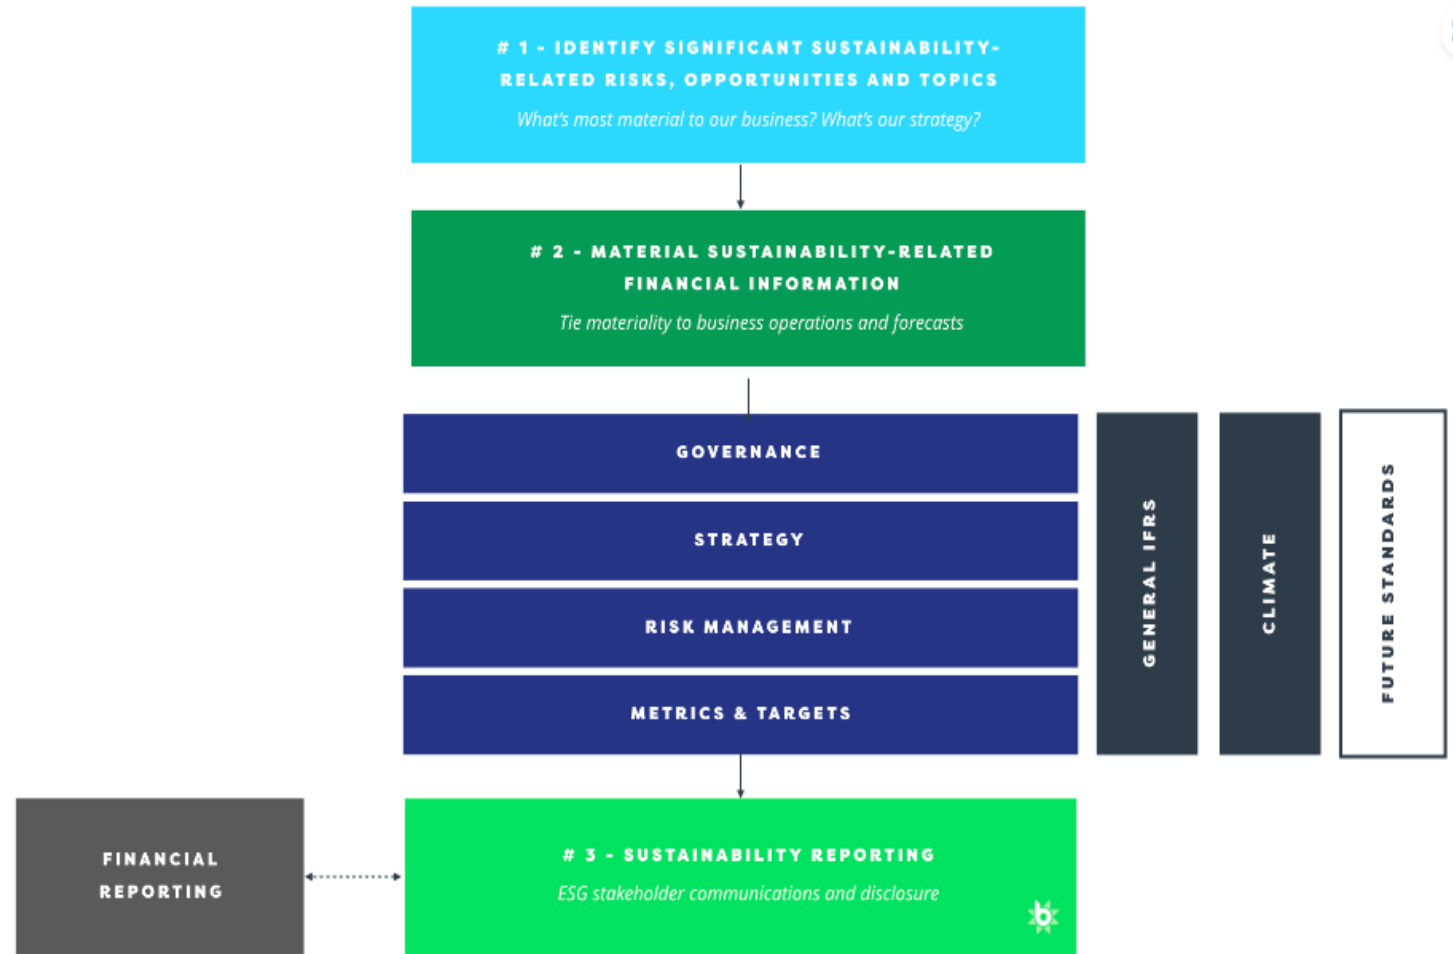 # 1 - IDENTIFY SIGNIFICANT SUSTAINABILITY-
RELATED RISKS, OPPORTUNITIES AND TOPICS
What's most material to our business? What's our strategy?
# 2 - MATERIAL SUSTAINABILITY-RELATED
FINANCIAL INFORMATION
Tie materiality to business operations and forecasts
GOVERNANCE
STRATEGY
RISK MANAGEMENT
METRICS & TARGETS
GENERAL IFRS
CLIMATE
FUTURE STANDARDS
FINANCIAL
REPORTING
# 3 - SUSTAINABILITY REPORTING
ESG stakeholder communications and disclosure
b